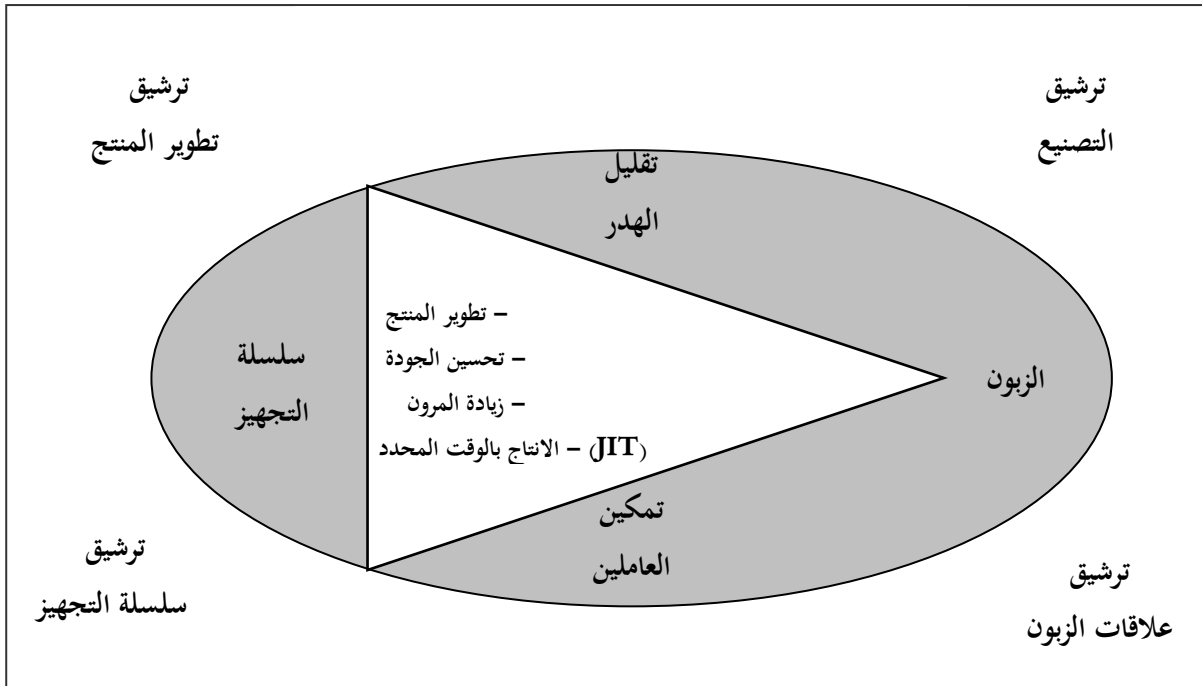 ترشيق
التصنيع
ترشيق
تطوير المنتج
تقليل
الهدر
الزبون
سلسلة
التجهيز
– تطوير المنتج
– تحسين الجودة
– زيادة المرون
(JIT) – الانتاج بالوقت المحدد
تمكين
العاملين
ترشيق
علاقات الزبون
ترشيق
سلسلة التجهيز